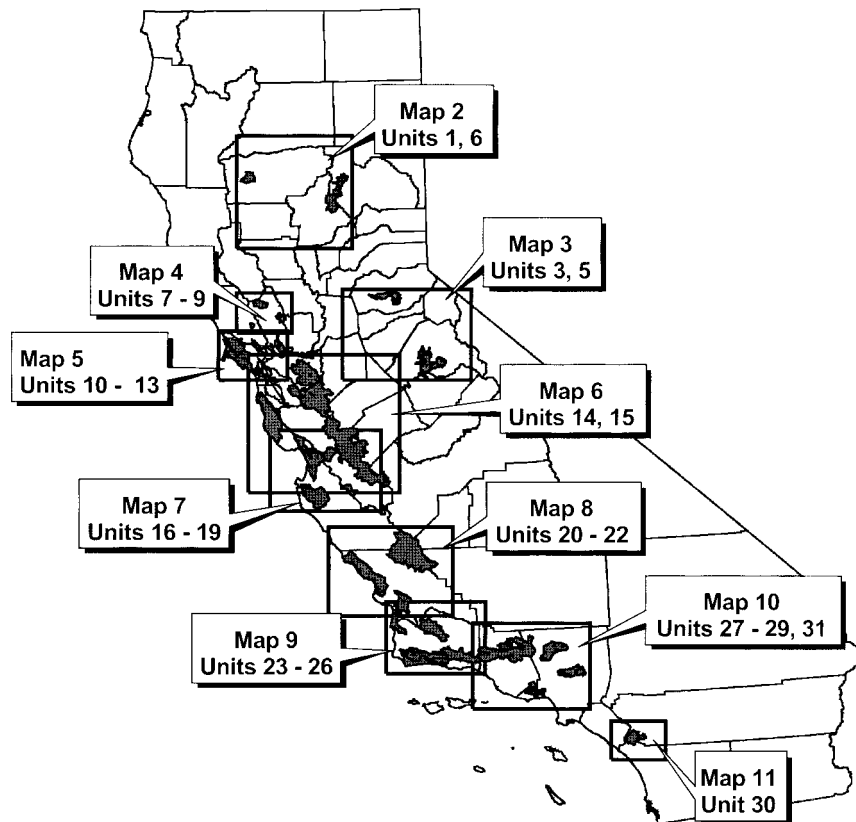 Map 2
Units 1, 6
Map 3
Units 3, 5
Map 4
Units 7 - 9
Map 5
Units 10 - 13
Map 6
Units 14, 15
Map 7
Units 16 - 19
Map 8
Units 20 - 22
Map 9
Units 23 - 26
Map 10
Units 27 - 29, 31
Map 11
Unit 30